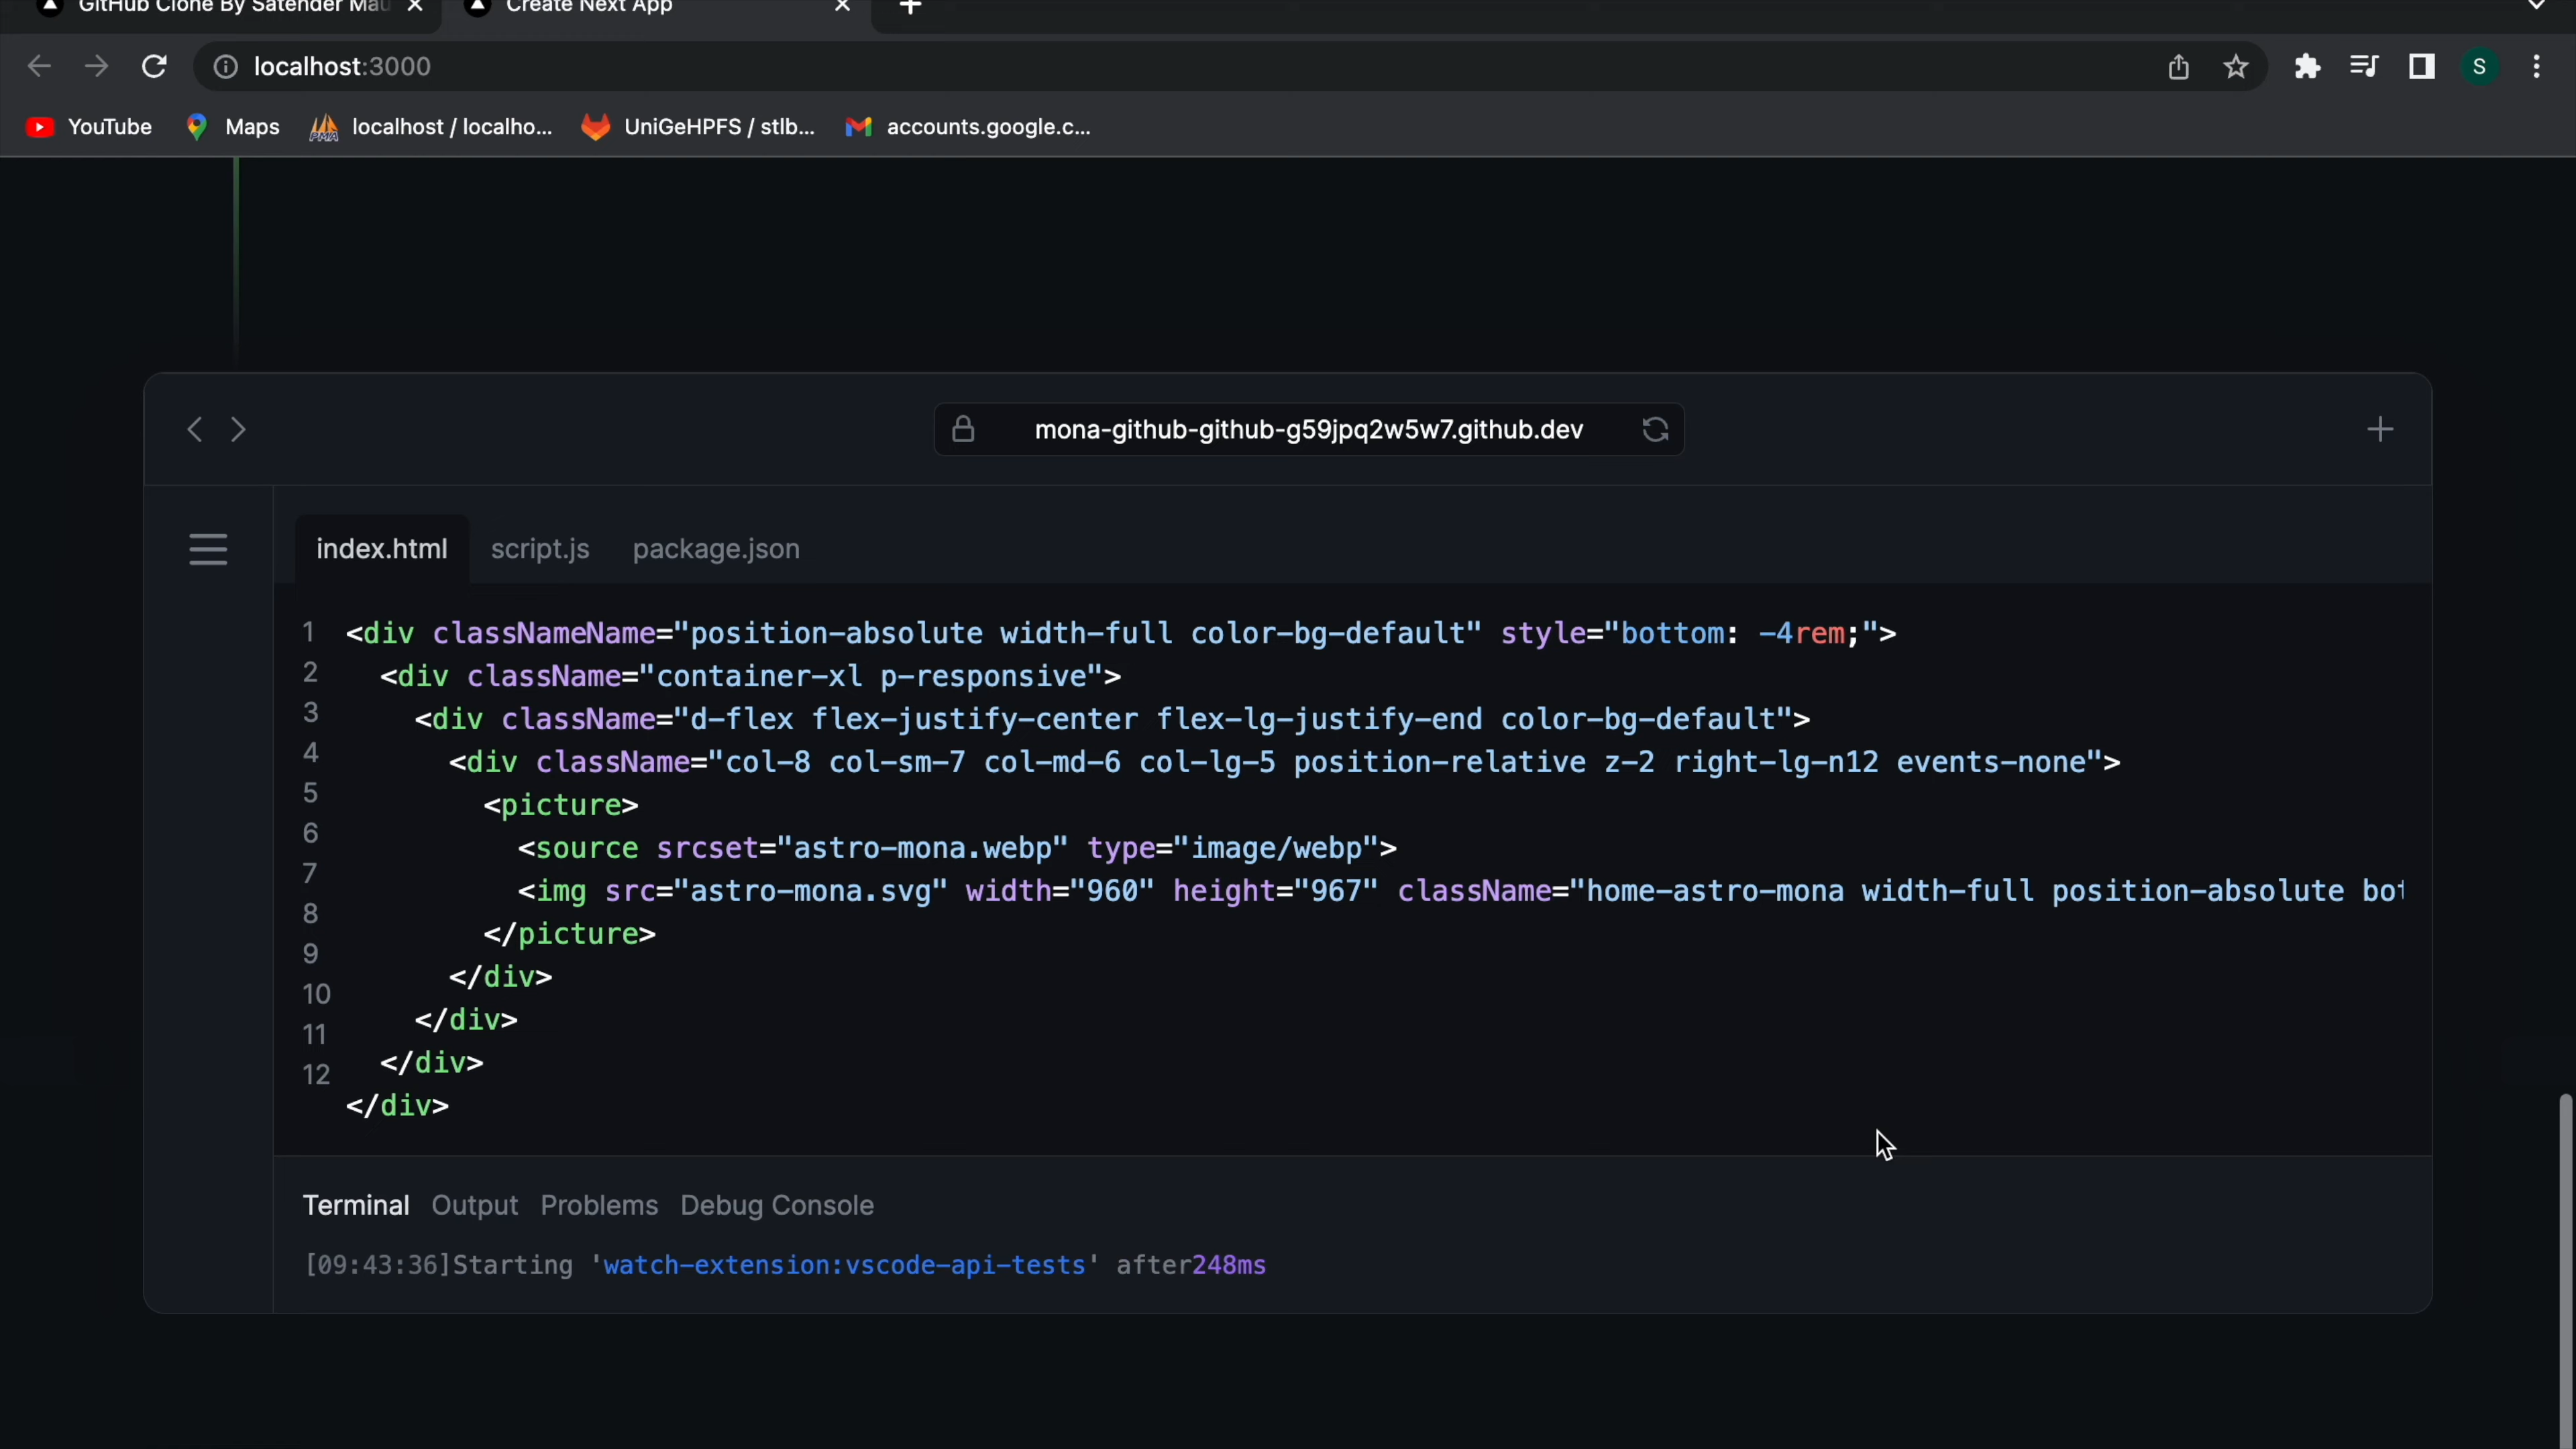 GitHub Clone By Satender Mau
Create Next App
localhost:3000
S
YouTube
Maps
localhost / localho...
UniGeHPFS / stlb...
accounts.google.c...
mona-github-github-g59jpq2w5w7.github.dev
index.html script.js package.json
1 <div classNameName="position-absolute width-full color-bg-default" style="bottom: -4rem;">
2 <div className="container-xl p-responsive">
3 <div className="d-flex flex-justify-center flex-lg-justify-end color-bg-default">
4 <div className="col-8 col-sm-7 col-md-6 col-lg-5 position-relative z-2 right-lg-n12 events-none">
5 <picture>
6 <source srcset="astro-mona.webp" type="image/webp">
7 <img src="astro-mona.svg" width="960" height="967" className="home-astro-mona width-full position-absolute bot
8 </picture>
9 </div>
10 </div>
11 </div>
12 </div>
Terminal Output Problems Debug Console
[09:43:36]Starting 'watch-extension:vscode-api-tests' after248ms